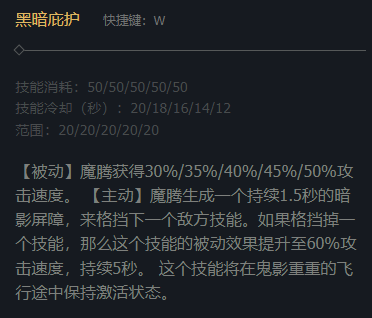 黑暗庇护 快捷键：W
技能消耗：50/50/50/50/50
技能冷却（秒）：20/18/16/14/12
范围：20/20/20/20/20
【被动】魔腾获得30%/35%/40%/45%/50%攻
击速度。 【主动】魔腾生成一个持续1.5秒的暗
影屏障，来格挡下一个敌方技能。如果格挡掉一
个技能，那么这个技能的被动效果提升至60%攻
击速度，持续5秒。 这个技能将在鬼影重重的飞
行途中保持激活状态。